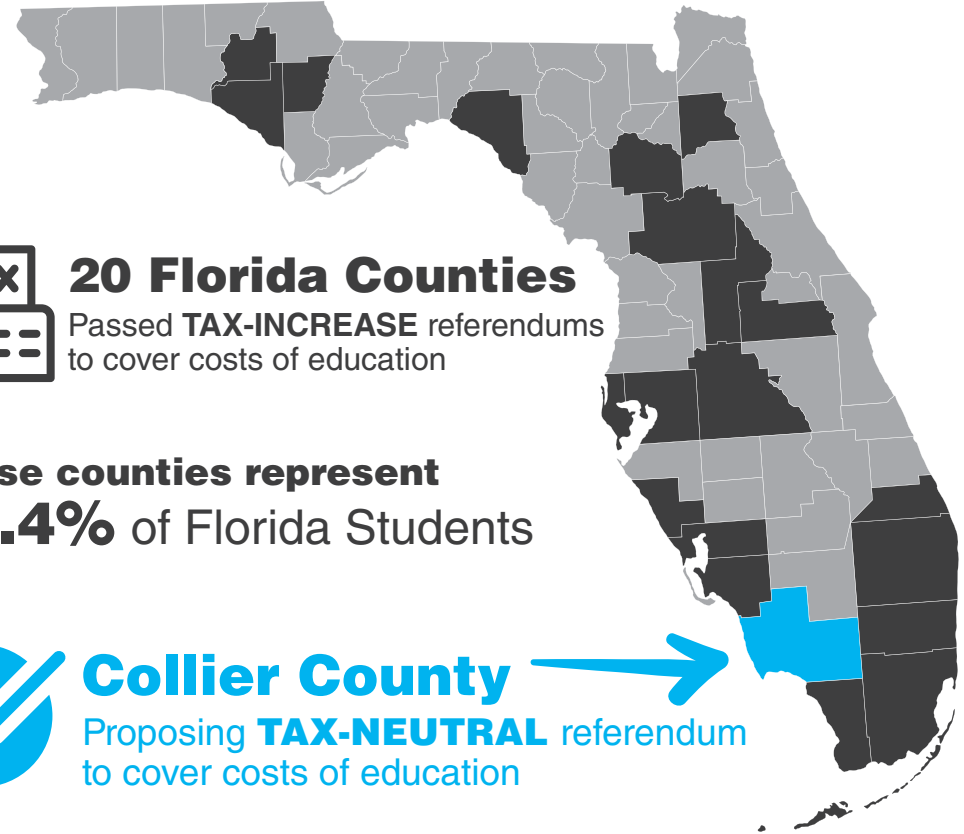 20 Florida Counties
Passed TAX-INCREASE referendums
to cover costs of education
counties represent
.4% of Florida Students
Collier County
Proposing TAX-NEUTRAL referendum
to cover costs of education